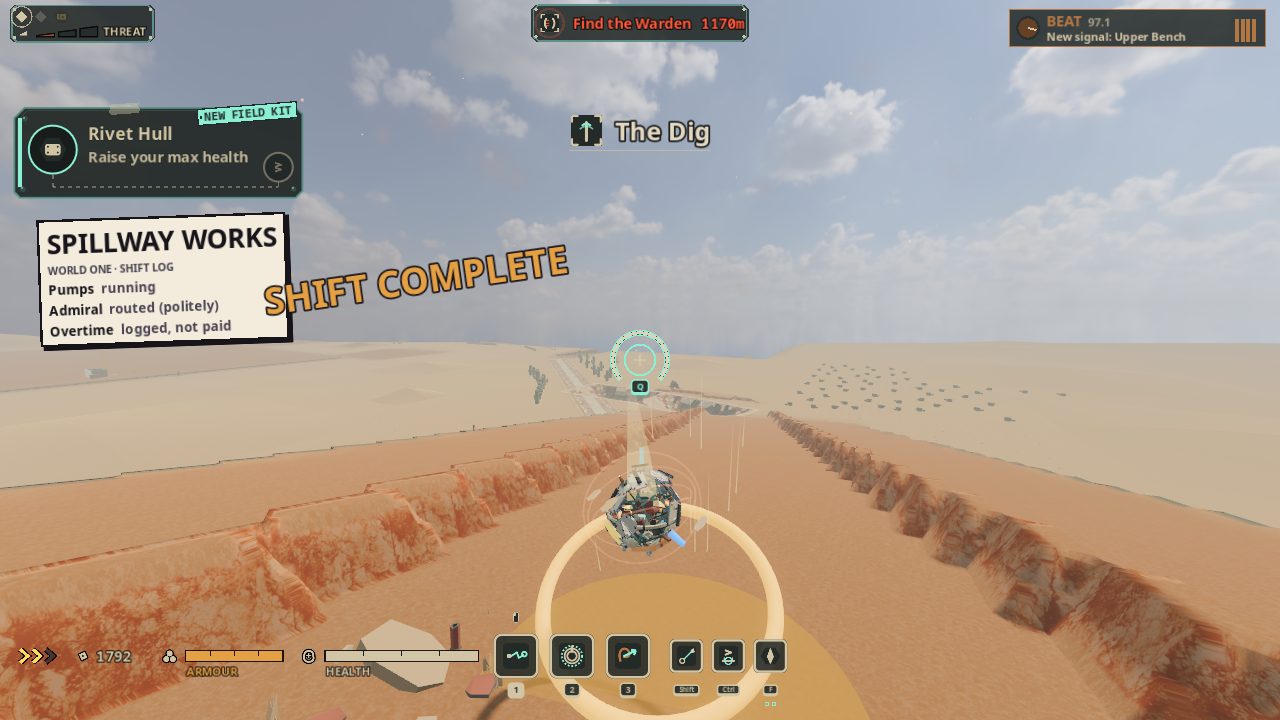 THREAT
Find the Warden 1170m
BEAT 97.1
New signal: Upper Bench
NEW FIELD KIT
Rivet Hull
Raise your max health
The Dig
SPILLWAY WORKS
WORLD ONE · SHIFT LOG
Pumps running
Admiral routed (politely)
Overtime logged, not paid
SHIFT COMPLETE
Q
1792
ARMOUR
HEALTH
1
2
3
Shift
Ctrl
F